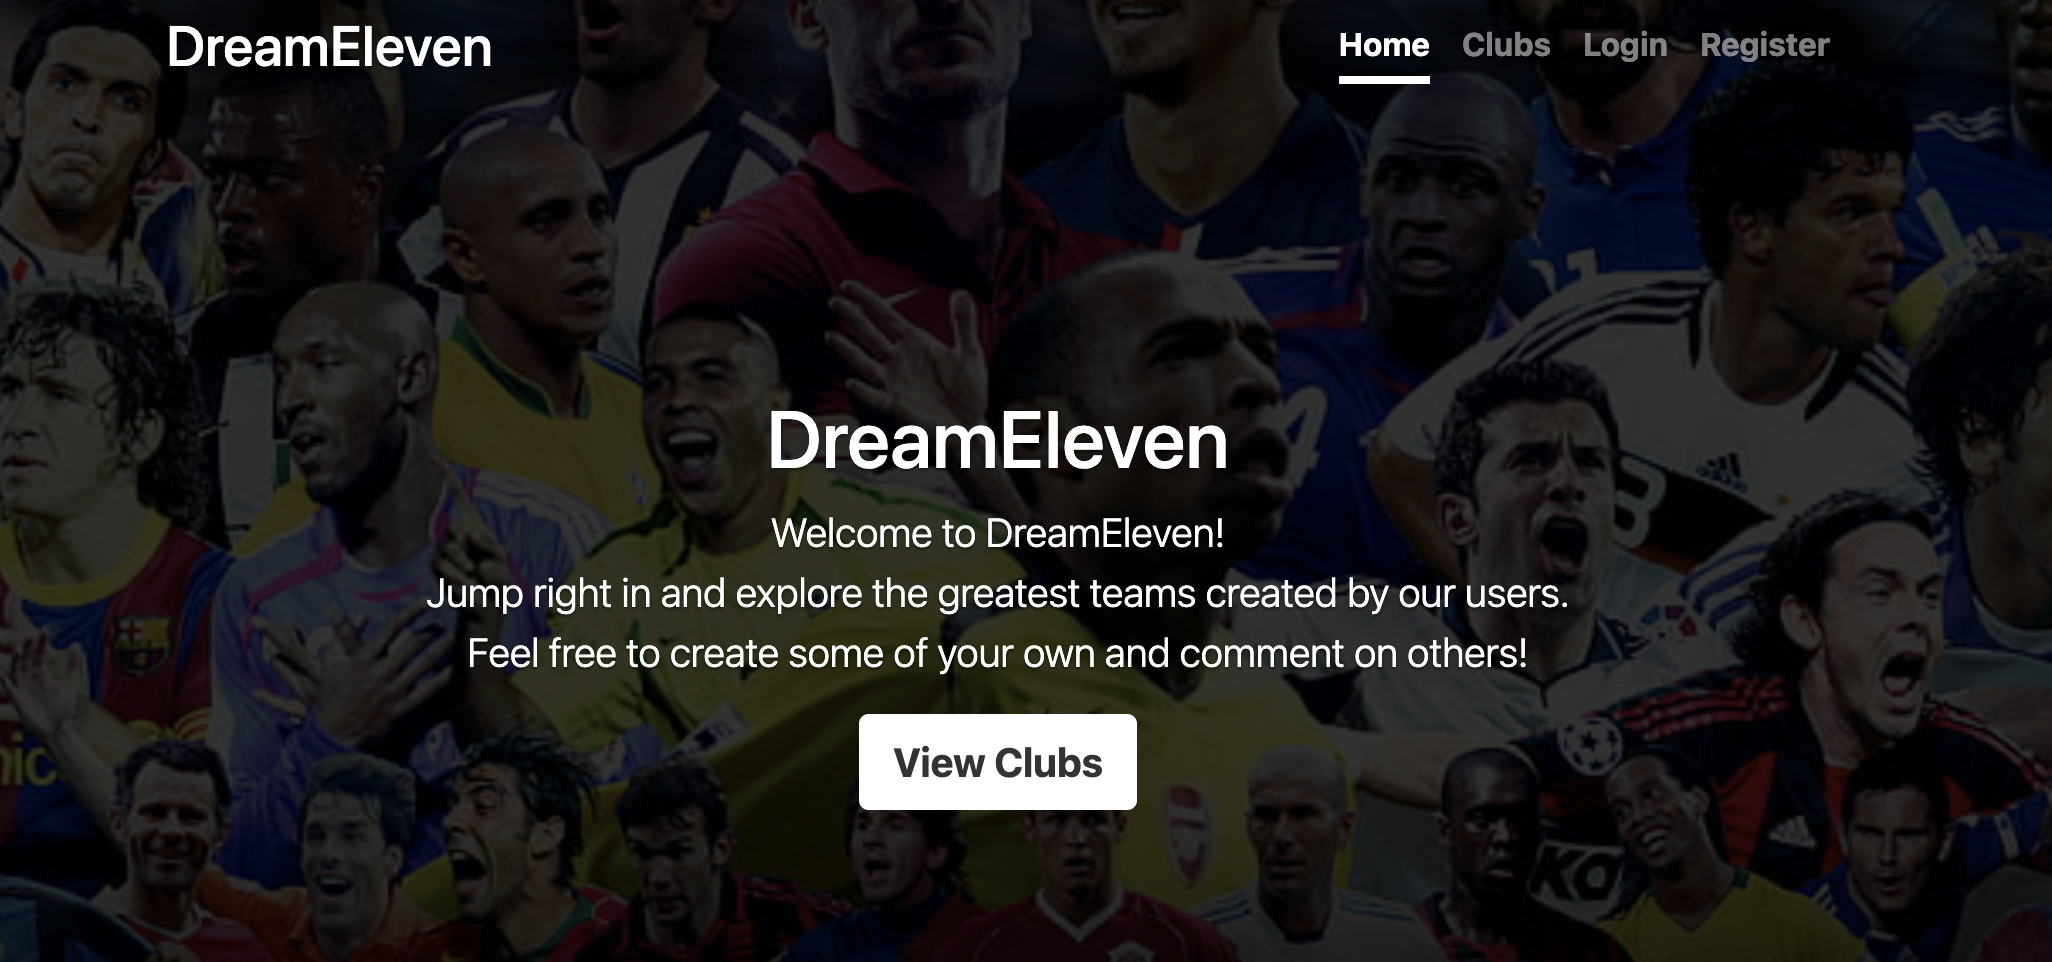 DreamEleven
Home Clubs Login Register
DreamEleven
Welcome to DreamEleven!
Jump right in and explore the greatest teams created by our users.
Feel free to create some of your own and comment on others!
View Clubs